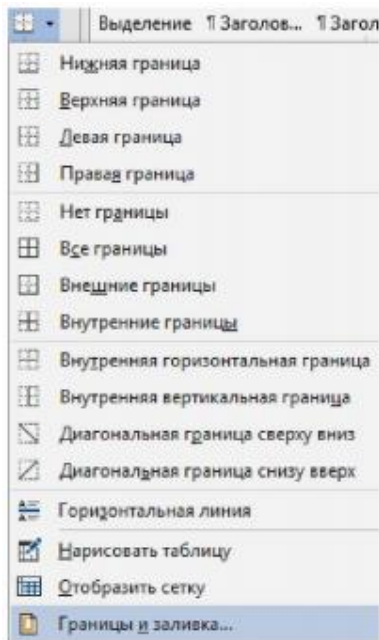 Выделение ¶ Заголов... ¶ Загол
Нижняя граница
Верхняя граница
Левая граница
Правая граница
Нет границы
Все границы
Внешние границы
Внутренние границы
Внутренняя горизонтальная граница
Внутренняя вертикальная граница
Диагональная граница сверху вниз
Диагональная граница снизу вверх
Горизонтальная линия
Нарисовать таблицу
Отобразить сетку
Границы и заливка...